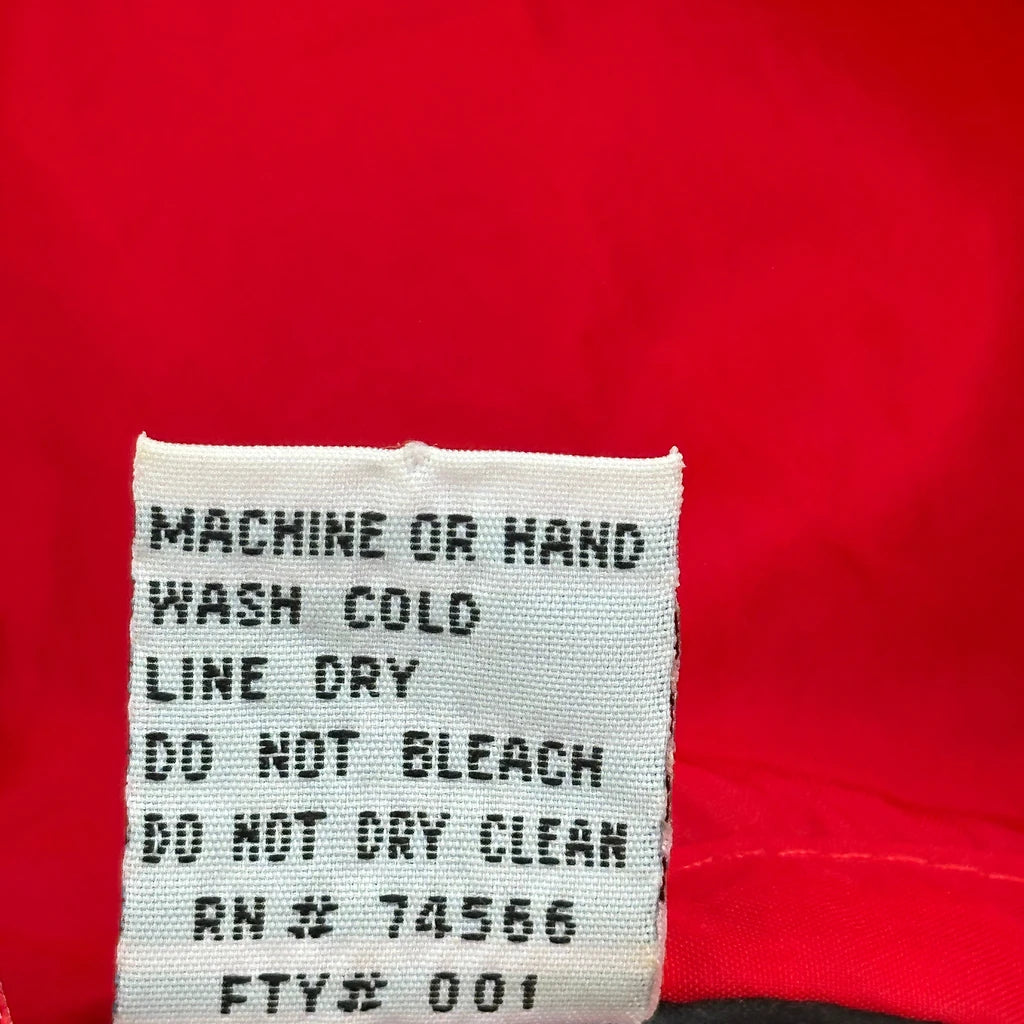 MACHINE OR HAND
WASH COLD
LINE DRY
DO NOT BLEACH
DO NOT DRY CLEAN
RN # 74566
FTY# 001